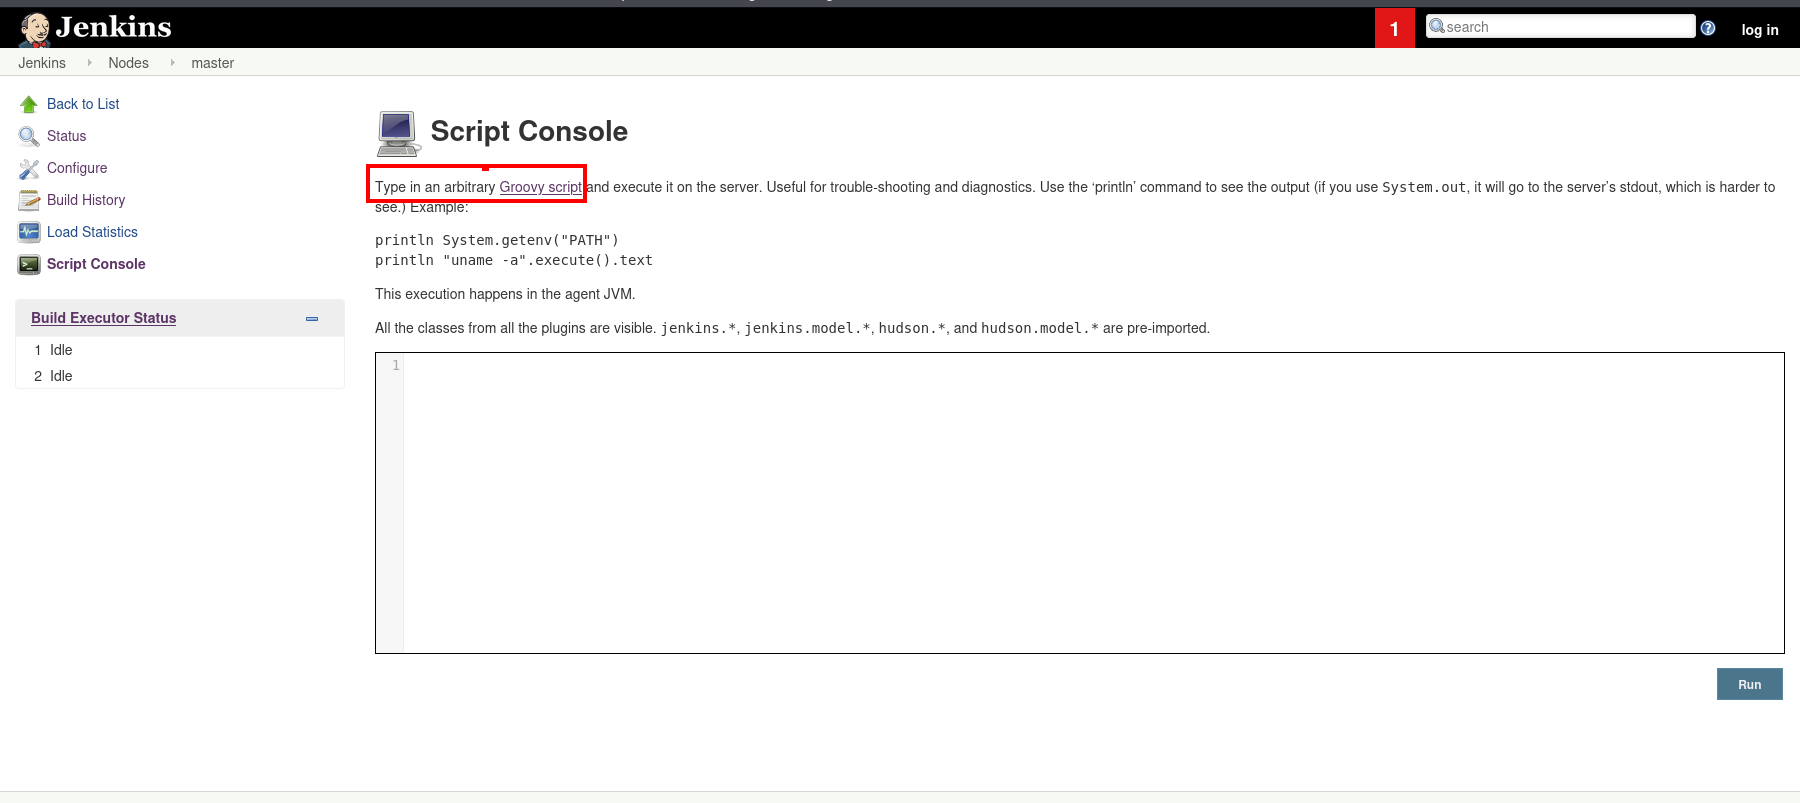 Jenkins
1
search
?
log in
Jenkins
Nodes
master
Back to List
Status
Configure
Build History
Load Statistics
Script Console
Build Executor Status
1 Idle
2 Idle
Script Console
Type in an arbitrary Groovy script and execute it on the server. Useful for trouble-shooting and diagnostics. Use the ‘println’ command to see the output (if you use System.out, it will go to the server’s stdout, which is harder to
see.) Example:
println System.getenv("PATH")
println "uname -a".execute().text
This execution happens in the agent JVM.
All the classes from all the plugins are visible. jenkins.*, jenkins.model.*, hudson.*, and hudson.model.* are pre-imported.
1
Run